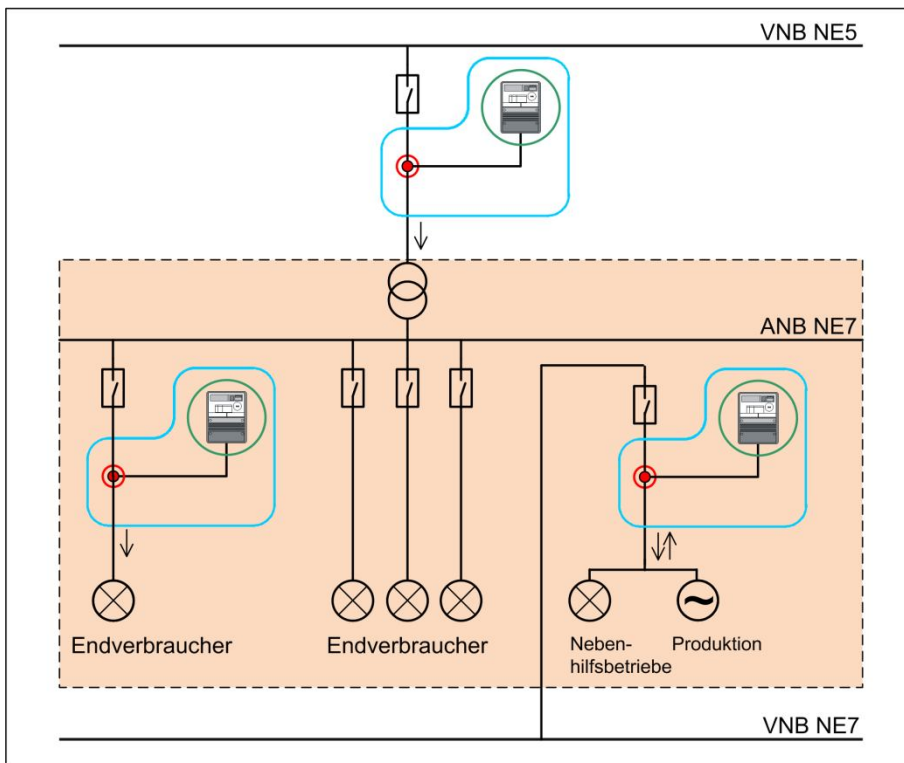 VNB NE5
ANB NE7
Endverbraucher
Endverbraucher
Neben-
hilfsbetriebe
Produktion
VNB NE7